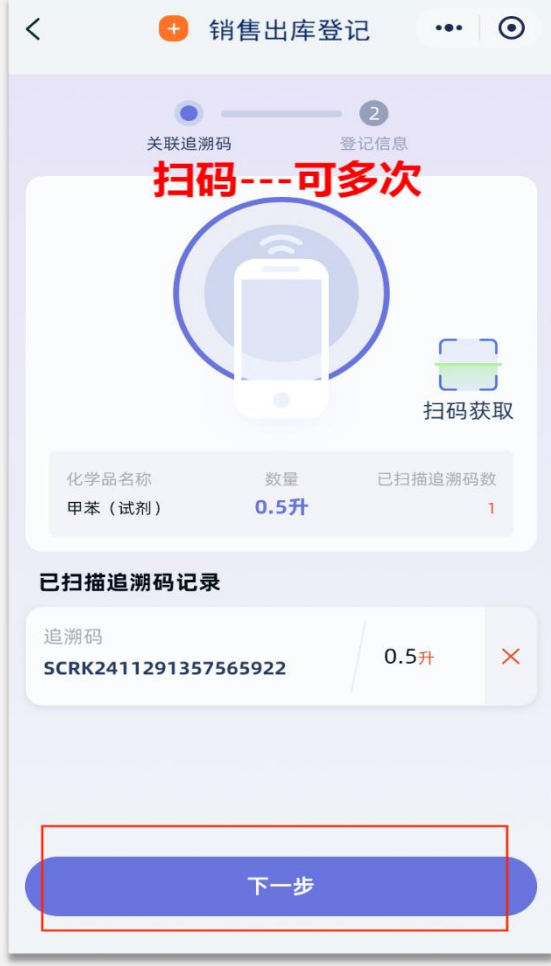 销售出库登记
2
关联追溯码 登记信息
扫码---可多次
扫码获取
化学品名称 数量 已扫描追溯码数
甲苯（试剂） 0.5升 1
已扫描追溯码记录
追溯码
SCRK2411291357565922 0.5升
下一步